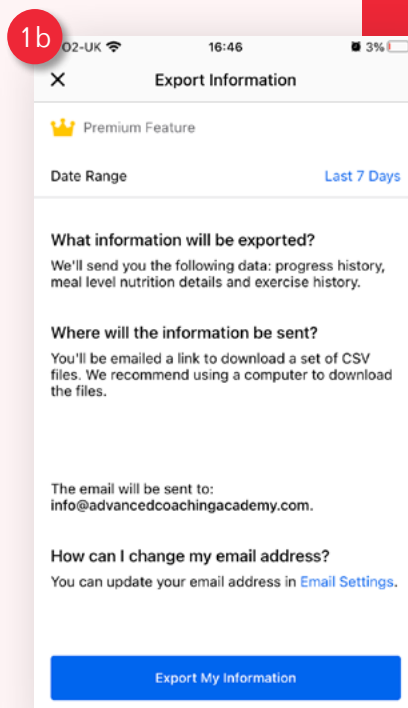 1b
O2-UK 16:46 3%
Export Information
Premium Feature
Date Range Last 7 Days
What information will be exported?
We'll send you the following data: progress history,
meal level nutrition details and exercise history.
Where will the information be sent?
You'll be emailed a link to download a set of CSV
files. We recommend using a computer to download
the files.
The email will be sent to:
info@advancedcoachingacademy.com.
How can I change my email address?
You can update your email address in Email Settings.
Export My Information